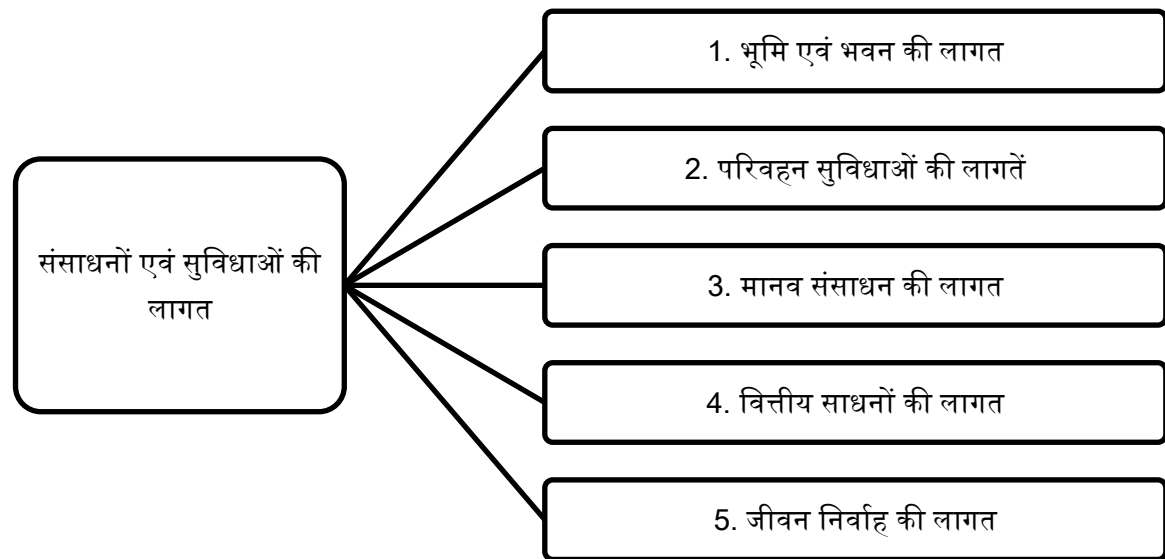 संसाधनों एवं सुविधाओं की
लागत
1. भूमि एवं भवन की लागत
2. परिवहन सुविधाओं की लागतें
3. मानव संसाधन की लागत
4. वित्तीय साधनों की लागत
5. जीवन निर्वाह की लागत